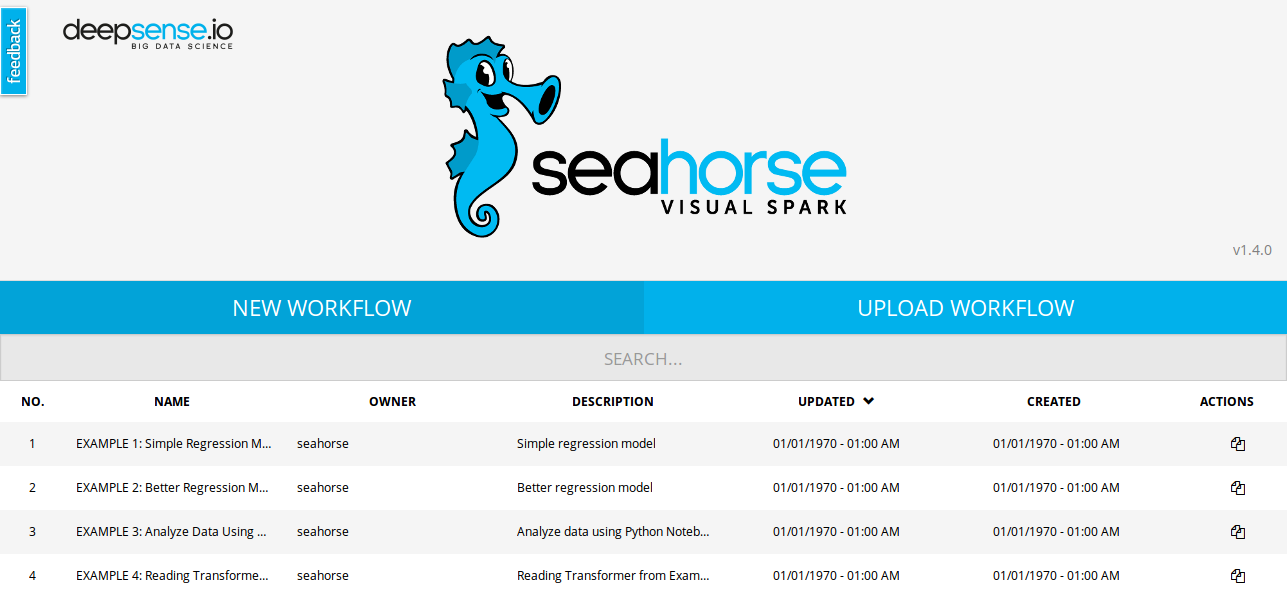 feedback
deepsense.io
BIG DATA SCIENCE
seahorse
VISUAL SPARK
v1.4.0
NEW WORKFLOW UPLOAD WORKFLOW
SEARCH...
NO. NAME OWNER DESCRIPTION UPDATED CREATED ACTIONS
1 EXAMPLE 1: Simple Regression M... seahorse Simple regression model 01/01/1970 - 01:00 AM 01/01/1970 - 01:00 AM
2 EXAMPLE 2: Better Regression M... seahorse Better regression model 01/01/1970 - 01:00 AM 01/01/1970 - 01:00 AM
3 EXAMPLE 3: Analyze Data Using ... seahorse Analyze data using Python Noteb... 01/01/1970 - 01:00 AM 01/01/1970 - 01:00 AM
4 EXAMPLE 4: Reading Transforme... seahorse Reading Transformer from Exam... 01/01/1970 - 01:00 AM 01/01/1970 - 01:00 AM